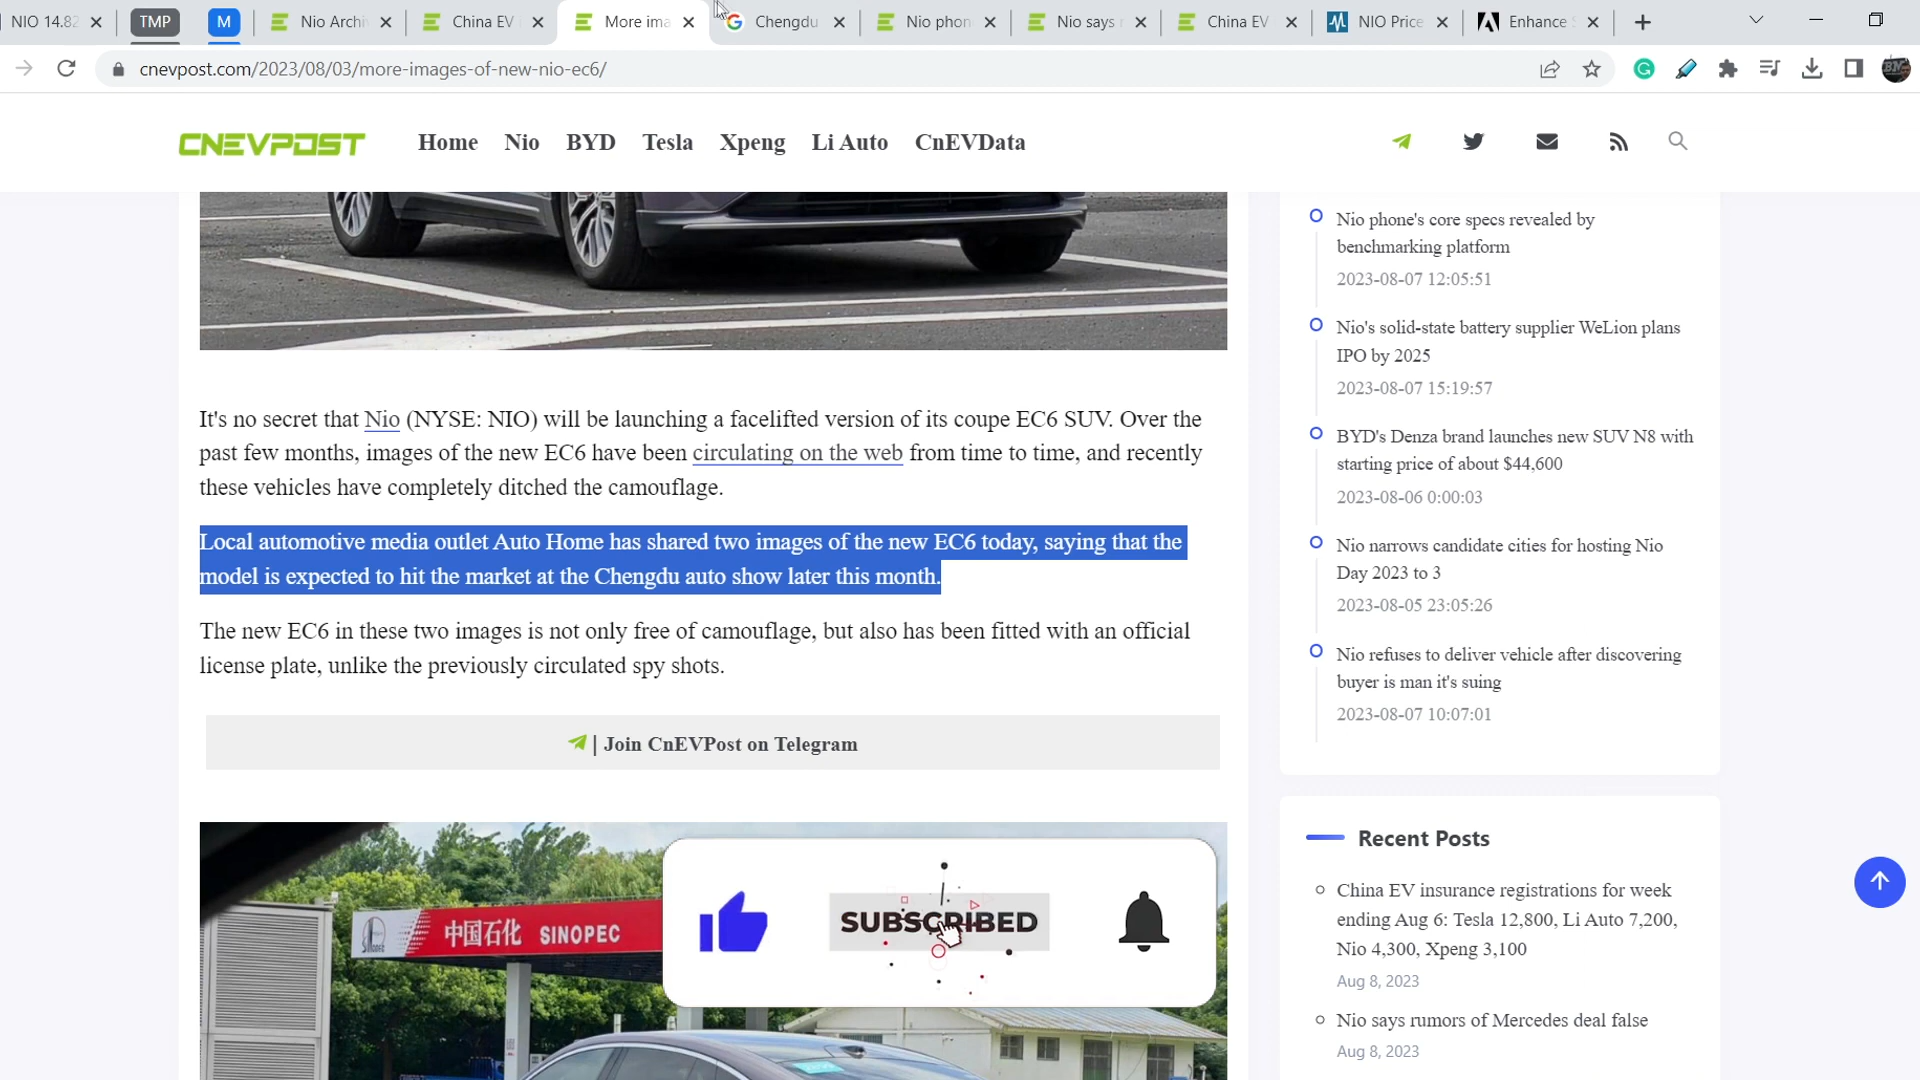 NIO 14.82
TMP
M
Nio Archi
China EV
More ima
Chengdu
Nio phon
Nio says r
China EV
NIO Price
Enhance S
cnevpost.com/2023/08/03/more-images-of-new-nio-ec6/
CNEVPOST
Home
Nio
BYD
Tesla
Xpeng
Li Auto
CnEVData
It's no secret that Nio (NYSE: NIO) will be launching a facelifted version of its coupe EC6 SUV. Over the
past few months, images of the new EC6 have been circulating on the web from time to time, and recently
these vehicles have completely ditched the camouflage.
Local automotive media outlet Auto Home has shared two images of the new EC6 today, saying that the
model is expected to hit the market at the Chengdu auto show later this month.
The new EC6 in these two images is not only free of camouflage, but also has been fitted with an official
license plate, unlike the previously circulated spy shots.
| Join CnEVPost on Telegram
中国石化 SINOPEC
SUBSCRIBED
Nio phone's core specs revealed by
benchmarking platform
2023-08-07 12:05:51
Nio's solid-state battery supplier WeLion plans
IPO by 2025
2023-08-07 15:19:57
BYD's Denza brand launches new SUV N8 with
starting price of about $44,600
2023-08-06 0:00:03
Nio narrows candidate cities for hosting Nio
Day 2023 to 3
2023-08-05 23:05:26
Nio refuses to deliver vehicle after discovering
buyer is man it's suing
2023-08-07 10:07:01
Recent Posts
China EV insurance registrations for week
ending Aug 6: Tesla 12,800, Li Auto 7,200,
Nio 4,300, Xpeng 3,100
Aug 8, 2023
Nio says rumors of Mercedes deal false
Aug 8, 2023